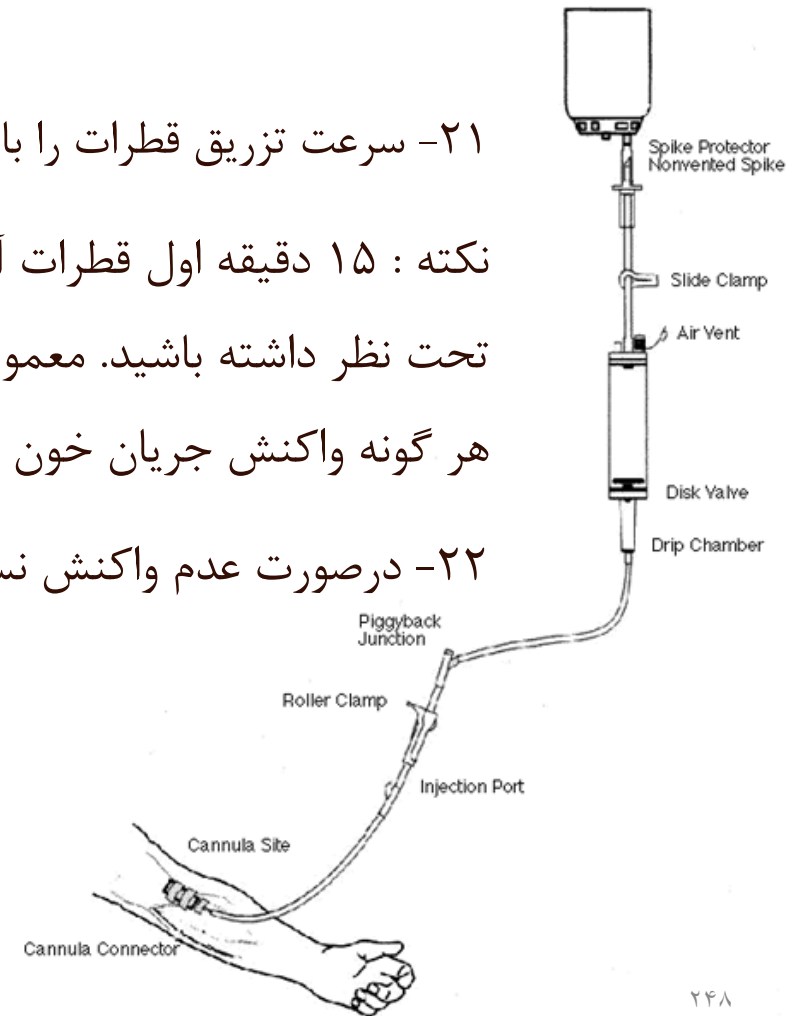 ۲۱- سرعت تزریق قطرات را با
نکته : ۱۵ دقیقه اول قطرات
تحت نظر داشته باشید. معمو
هر گونه واکنش جریان خون
۲۲- درصورت عدم واکنش
Spike Protector
Nonvented Spike
Slide Clamp
Air Vent
Disk Valve
Drip Chamber
Piggyback
Junction
Roller Clamp
Injection Port
Cannula Site
Cannula Connector
۲۴۸